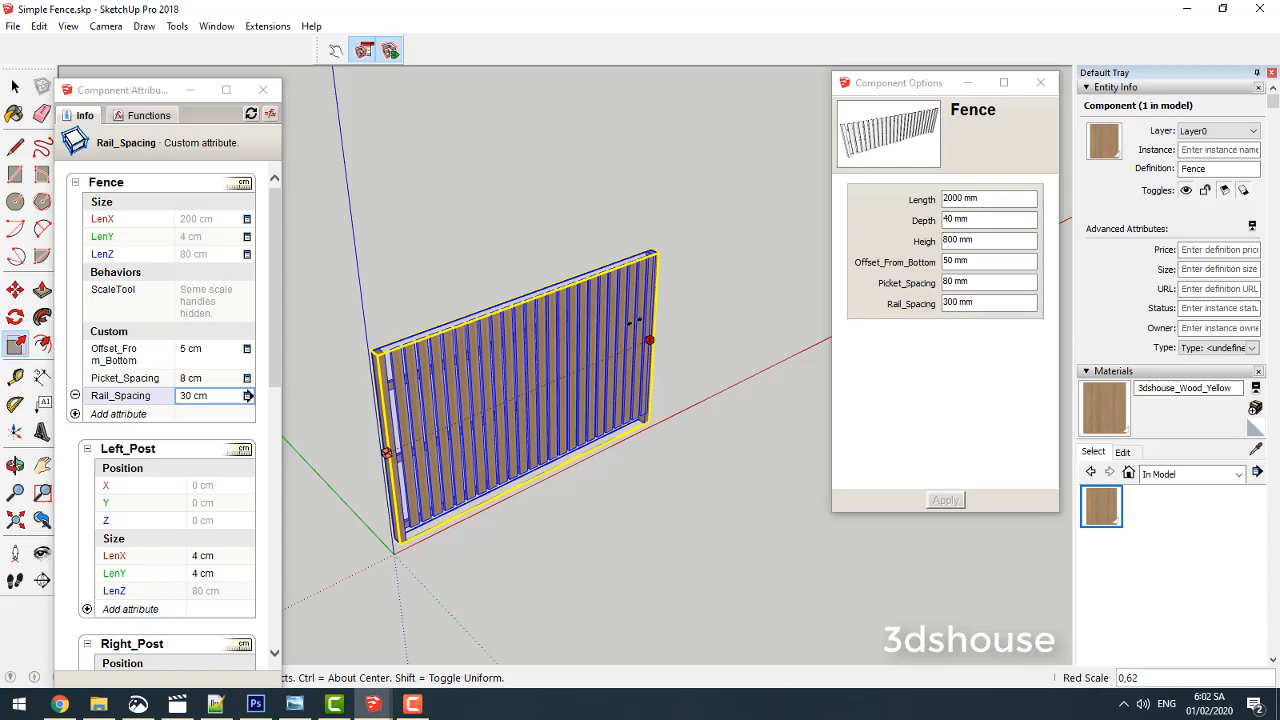 Simple Fence.skp - SketchUp Pro 2018
File Edit View Camera Draw Tools Window Extensions Help
Component Attribu...
Info Functions
Rail_Spacing - Custom attribute.
Fence
cm
Size
LenX 200 cm
LenY 4 cm
LenZ 80 cm
Behaviors
ScaleTool Some scale
handles
hidden.
Custom
Offset_Fro
m_Bottom 5 cm
Picket_Spacing 8 cm
Rail_Spacing 30 cm
Add attribute
Left_Post
cm
Position
X 0 cm
Y 0 cm
Z 0 cm
Size
LenX 4 cm
LenY 4 cm
LenZ 80 cm
Add attribute
Right_Post
cm
Position
Component Options
Fence
Length 2000 mm
Depth 40 mm
Heigh 800 mm
Offset_From_Bottom 50 mm
Picket_Spacing 80 mm
Rail_Spacing 300 mm
Apply
Default Tray
Entity Info
Component (1 in model)
Layer: Layer0
Instance: Enter instance name
Definition: Fence
Toggles:
Advanced Attributes:
Price: Enter definition pric
Size: Enter definition size
URL: Enter definition URL
Status: Enter instance statu
Owner: Enter instance owne
Type: Type: <undefine
Materials
3dshouse_Wood_Yellow
Select Edit
In Model
3dshouse
cts. Ctrl = About Center. Shift = Toggle Uniform.
Red Scale 0,62
A1
Ps
ENG
6:02 SA
01/02/2020
2